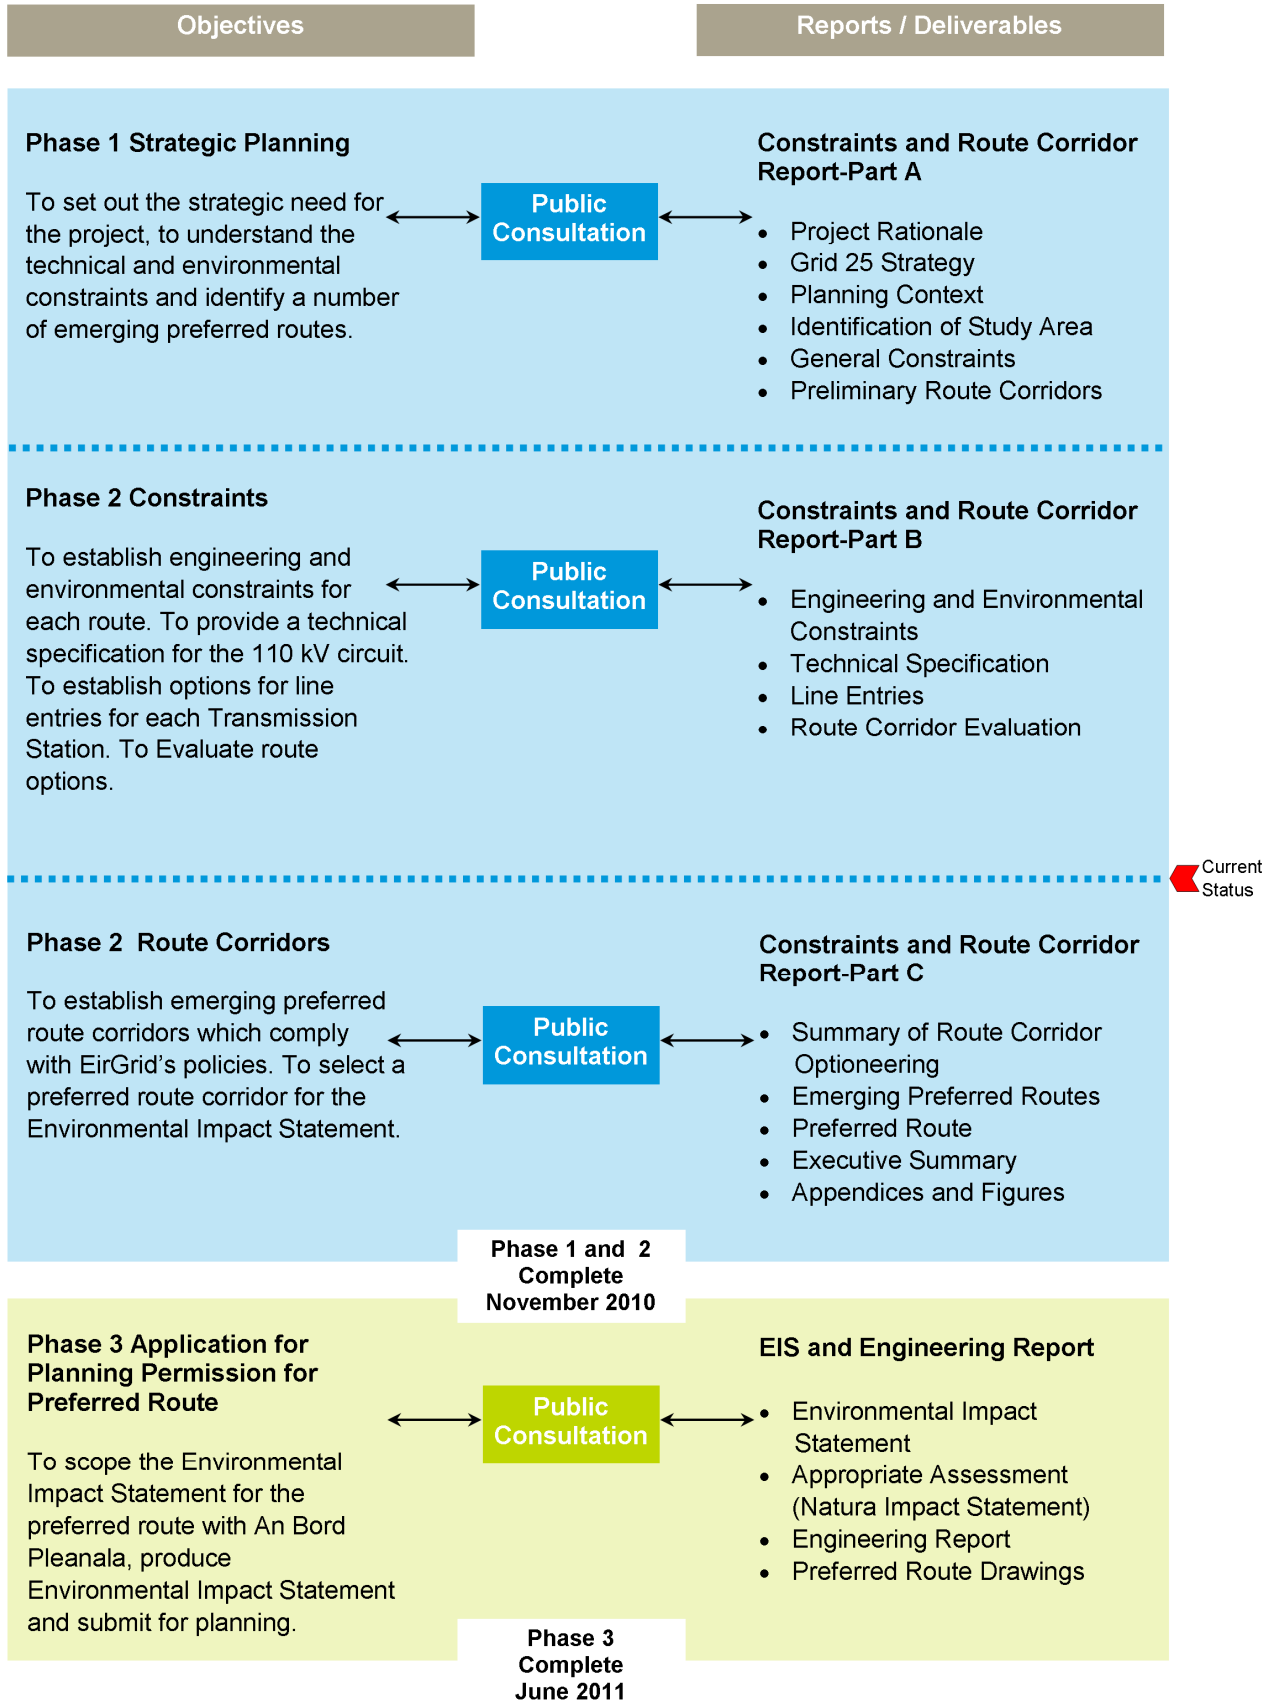 Objectives
Reports / Deliverables
Phase 1 Strategic Planning
To set out the strategic need for
the project, to understand the
technical and environmental
constraints and identify a number
of emerging preferred routes.
Public
Consultation
Constraints and Route Corridor
Report-Part A
• Project Rationale
• Grid 25 Strategy
• Planning Context
• Identification of Study Area
• General Constraints
• Preliminary Route Corridors
Phase 2 Constraints
To establish engineering and
environmental constraints for
each route. To provide a technical
specification for the 110 kV circuit.
To establish options for line
entries for each Transmission
Station. To Evaluate route
options.
Public
Consultation
Constraints and Route Corridor
Report-Part B
• Engineering and Environmental
Constraints
• Technical Specification
• Line Entries
• Route Corridor Evaluation
Current
Status
Phase 2 Route Corridors
To establish emerging preferred
route corridors which comply
with EirGrid's policies. To select a
preferred route corridor for the
Environmental Impact Statement.
Public
Consultation
Constraints and Route Corridor
Report-Part C
• Summary of Route Corridor
Optioneering
• Emerging Preferred Routes
• Preferred Route
• Executive Summary
• Appendices and Figures
Phase 1 and 2
Complete
November 2010
Phase 3 Application for
Planning Permission for
Preferred Route
To scope the Environmental
Impact Statement for the
preferred route with An Bord
Pleanala, produce
Environmental Impact Statement
and submit for planning.
Public
Consultation
EIS and Engineering Report
• Environmental Impact
Statement
• Appropriate Assessment
(Natura Impact Statement)
• Engineering Report
• Preferred Route Drawings
Phase 3
Complete
June 2011